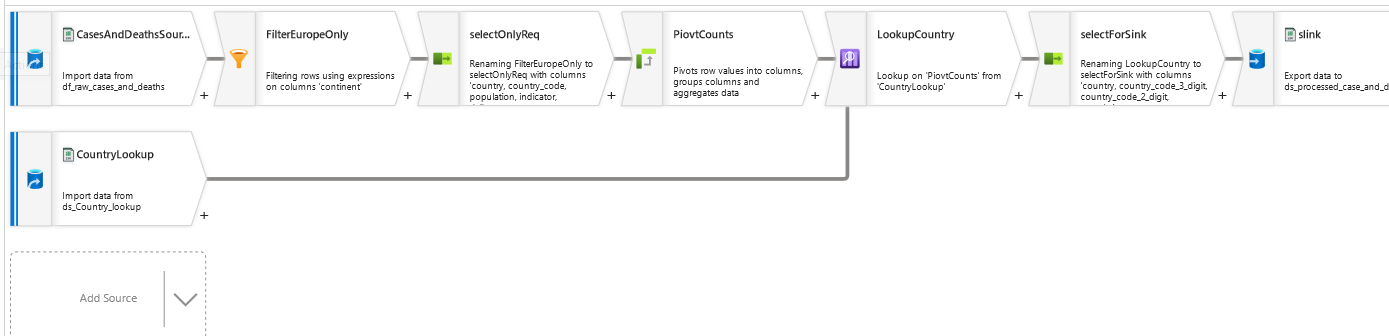 CasesAndDeathsSour...
Import data from
df_raw_cases_and_deaths
+
FilterEuropeOnly
Filtering rows using expressions
on columns 'continent'
+
selectOnlyReq
Renaming FilterEuropeOnly to
selectOnlyReq with columns
'country, country_code,
population, indicator,
+
PiovtCounts
Pivots row values into columns,
groups columns and
aggregates data
+
LookupCountry
Lookup on 'PiovtCounts' from
'CountryLookup'
+
selectForSink
Renaming LookupCountry to
selectForSink with columns
'country, country_code_3_digit,
country_code_2_digit,
+
slink
Export data to
ds_processed_case_and_d
CountryLookup
Import data from
ds_Country_lookup
+
Add Source